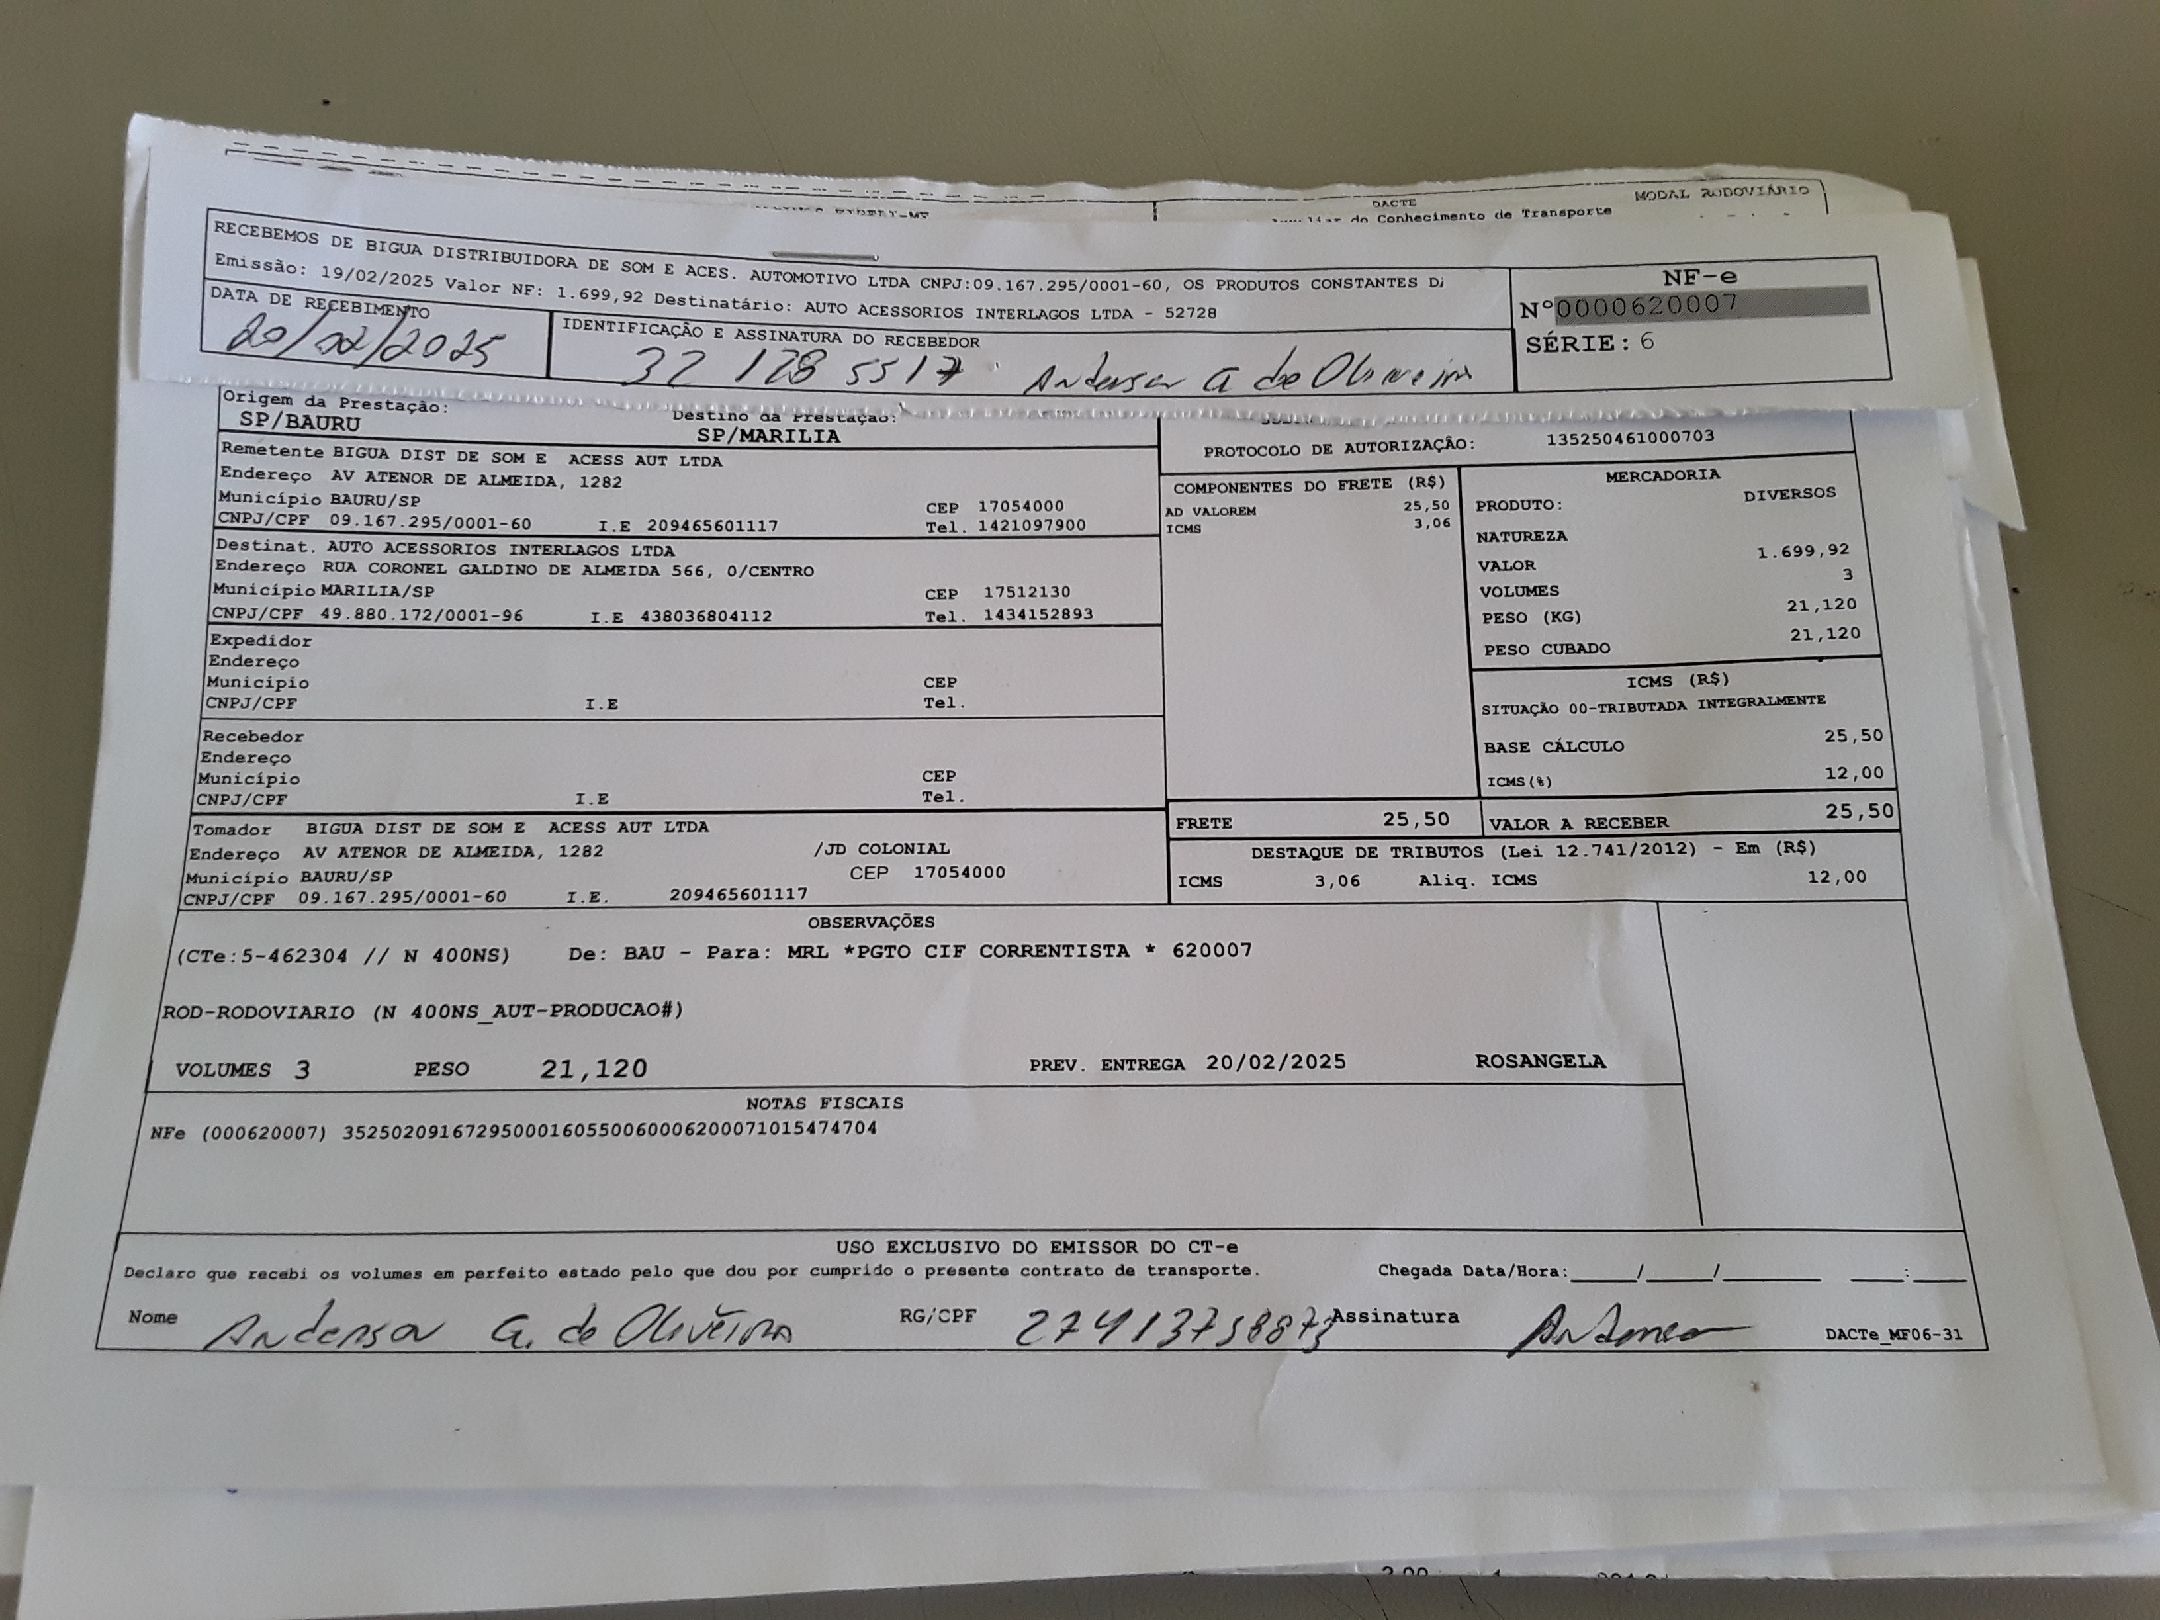 DACTE
MODAL RODOVIÁRIO
do Conhecimento de Transporte
RECEBEMOS DE BIGUA DISTRIBUIDORA DE SOM E ACES. AUTOMOTIVO LTDA CNPJ:09.167.295/0001-60, OS PRODUTOS CONSTANTES
Emissão: 19/02/2025 Valor NF: 1.699,92 Destinatário: AUTO ACESSORIOS INTERLAGOS LTDA - 52728
NF-e
Nº0000620007
SÉRIE: 6
DATA DE RECEBIMENTO
20/02/2025
IDENTIFICAÇÃO E ASSINATURA DO RECEBEDOR
32 128 5517 Anderson G de Oliveira
Origem da Prestação:
SP/BAURU
Destino da Prestação:
SP/MARILIA
PROTOCOLO DE AUTORIZAÇÃO: 135250461000703
Remetente BIGUA DIST DE SOM E ACESS AUT LTDA
Endereço AV ATENOR DE ALMEIDA, 1282
Município BAURU/SP CEP 17054000
CNPJ/CPF 09.167.295/0001-60 I.E 209465601117 Tel. 1421097900
Destinat. AUTO ACESSORIOS INTERLAGOS LTDA
Endereço RUA CORONEL GALDINO DE ALMEIDA 566, 0/CENTRO
Município MARILIA/SP CEP 17512130
CNPJ/CPF 49.880.172/0001-96 I.E 438036804112 Tel. 1434152893
Expedidor
Endereço
Município CEP
CNPJ/CPF I.E Tel.
Recebedor
Endereço
Município CEP
CNPJ/CPF I.E Tel.
Tomador BIGUA DIST DE SOM E ACESS AUT LTDA
Endereço AV ATENOR DE ALMEIDA, 1282 /JD COLONIAL
Município BAURU/SP CEP 17054000
CNPJ/CPF 09.167.295/0001-60 I.E. 209465601117
COMPONENTES DO FRETE (R$)
AD VALOREM 25,50
ICMS 3,06
MERCADORIA
PRODUTO: DIVERSOS
NATUREZA
VALOR 1.699,92
VOLUMES 3
PESO (KG) 21,120
PESO CUBADO 21,120
ICMS (R$)
SITUAÇÃO 00-TRIBUTADA INTEGRALMENTE
BASE CÁLCULO 25,50
ICMS(%) 12,00
FRETE 25,50 VALOR A RECEBER 25,50
DESTAQUE DE TRIBUTOS (Lei 12.741/2012) - Em (R$)
ICMS 3,06 Aliq. ICMS 12,00
OBSERVAÇÕES
(CTe:5-462304 // N 400NS) De: BAU - Para: MRL *PGTO CIF CORRENTISTA * 620007
ROD-RODOVIARIO (N 400NS_AUT-PRODUCAO#)
VOLUMES 3 PESO 21,120 PREV. ENTREGA 20/02/2025 ROSANGELA
NOTAS FISCAIS
NFe (000620007) 35250209167295000160550060006200071015474704
USO EXCLUSIVO DO EMISSOR DO CT-e
Declaro que recebi os volumes em perfeito estado pelo que dou por cumprido o presente contrato de transporte. Chegada Data/Hora:____/____/______ ___:___
Nome Anderson G. de Oliveira RG/CPF 27413758873 Assinatura Anderson DACTe_MF06-31